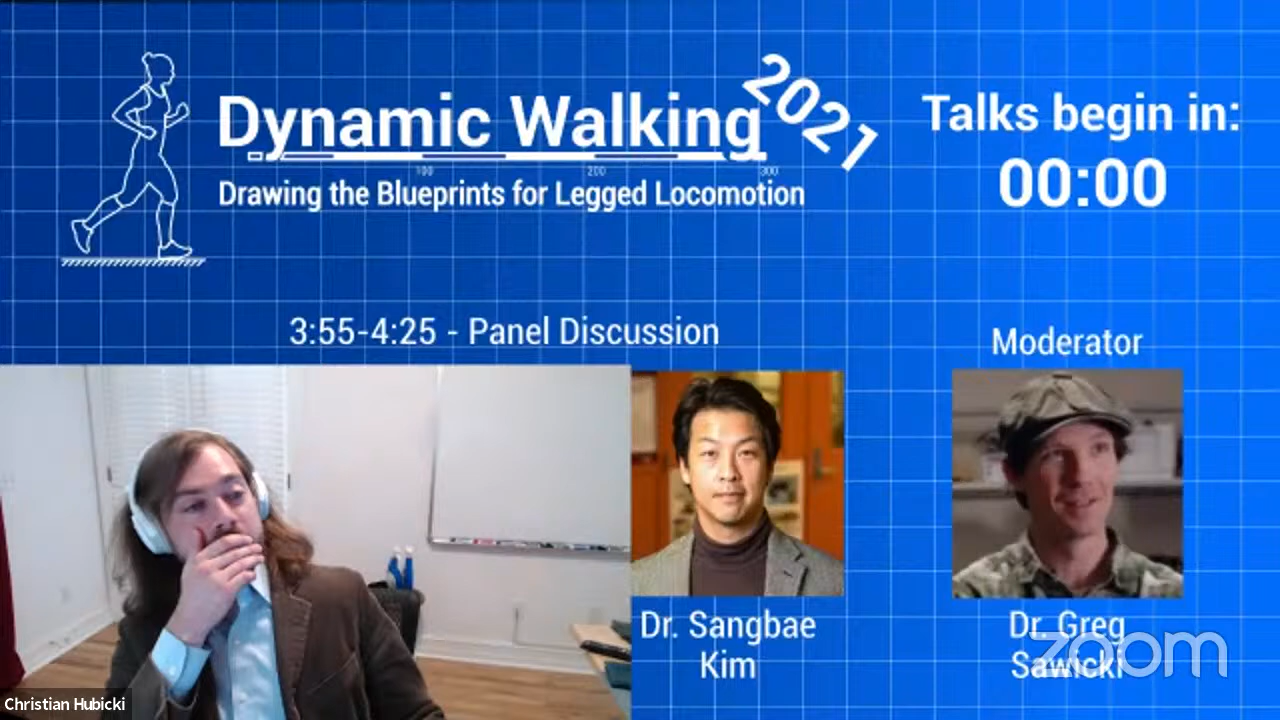 2021
Dynamic Walking
100 200 300
Drawing the Blueprints for Legged Locomotion
Talks begin in:
00:00
3:55-4:25 - Panel Discussion
Moderator
Dr. Sangbae
Kim
Dr. Greg
Sawicki
zoom
Christian Hubicki